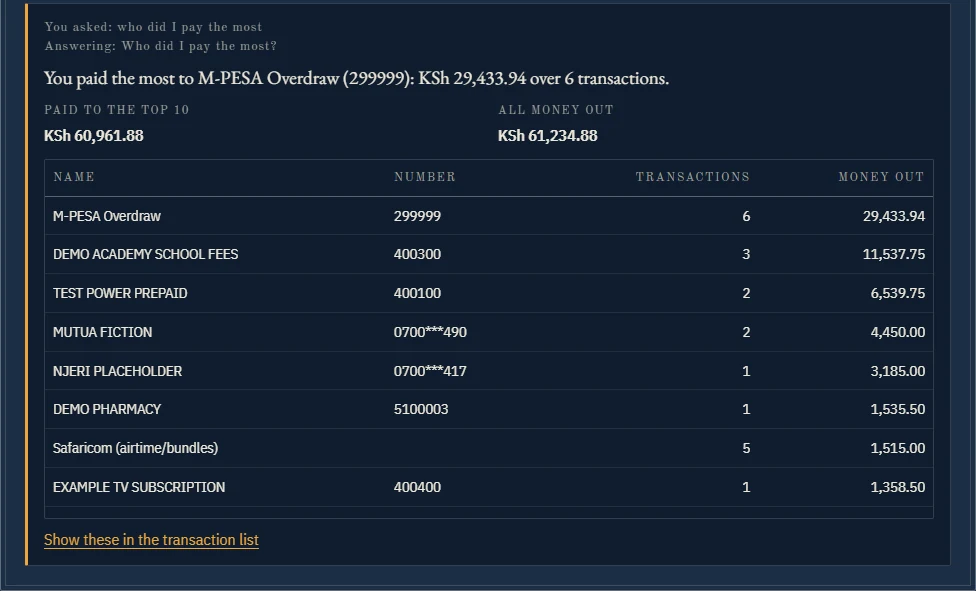 You asked: who did I pay the most
Answering: Who did I pay the most?
You paid the most to M-PESA Overdraw (299999): KSh 29,433.94 over 6 transactions.
PAID TO THE TOP 10 ALL MONEY OUT
KSh 60,961.88 KSh 61,234.88
NAME NUMBER TRANSACTIONS MONEY OUT
M-PESA Overdraw 299999 6 29,433.94
DEMO ACADEMY SCHOOL FEES 400300 3 11,537.75
TEST POWER PREPAID 400100 2 6,539.75
MUTUA FICTION 0700***490 2 4,450.00
NJERI PLACEHOLDER 0700***417 1 3,185.00
DEMO PHARMACY 5100003 1 1,535.50
Safaricom (airtime/bundles) 5 1,515.00
EXAMPLE TV SUBSCRIPTION 400400 1 1,358.50
Show these in the transaction list